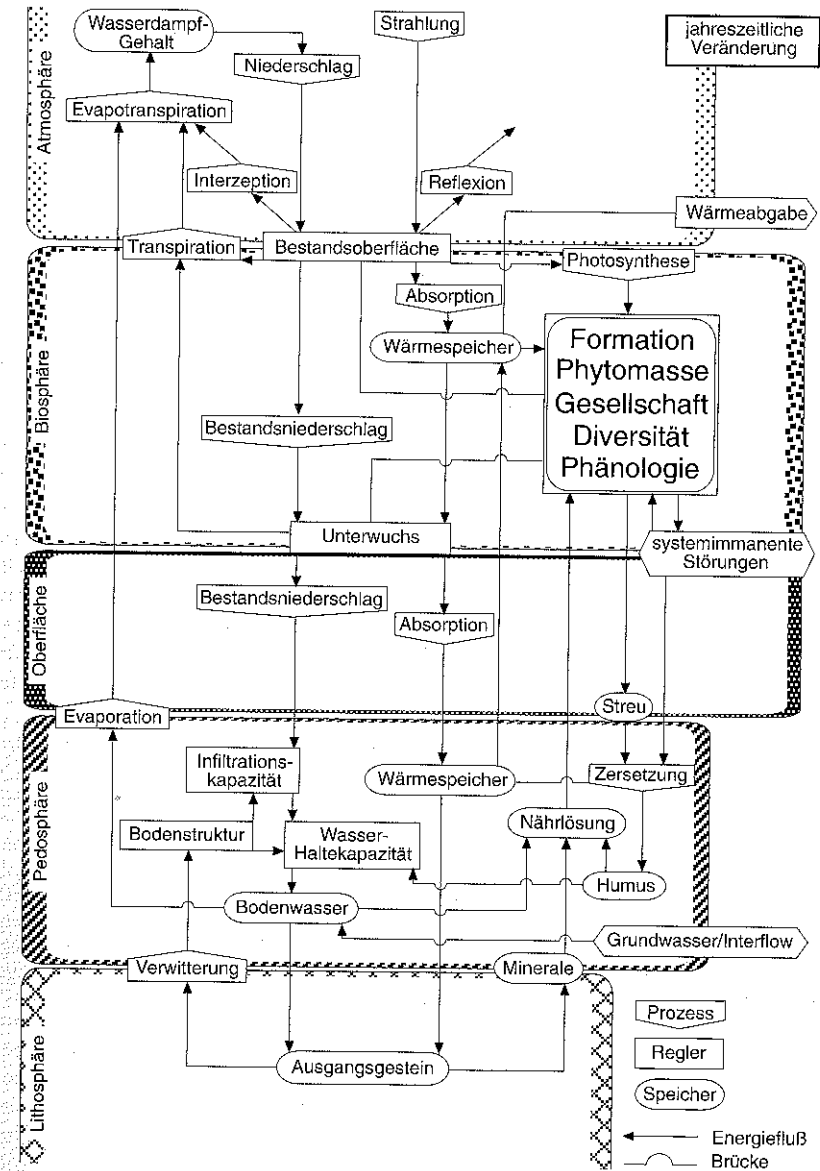 Wasserdampf-
Gehalt
Strahlung
jahreszeitliche
Veränderung
Niederschlag
Atmosphäre
Evapotranspiration
Interzeption
Reflexion
Wärmeabgabe
Transpiration
Bestandsoberfläche
Photosynthese
Absorption
Wärmespeicher
Formation
Phytomasse
Gesellschaft
Diversität
Phänologie
Biosphäre
Bestandsniederschlag
Unterwuchs
systemimmanente
Störungen
Bestandsniederschlag
Absorption
Oberfläche
Streu
Evaporation
Infiltrations-
kapazität
Wärmespeicher
Zersetzung
Pedosphäre
Bodenstruktur
Wasser-
Haltekapazität
Nährlösung
Humus
Bodenwasser
Grundwasser/Interflow
Verwitterung
Minerale
Lithosphäre
Ausgangsgestein
Prozess
Regler
Speicher
Energiefluß
Brücke